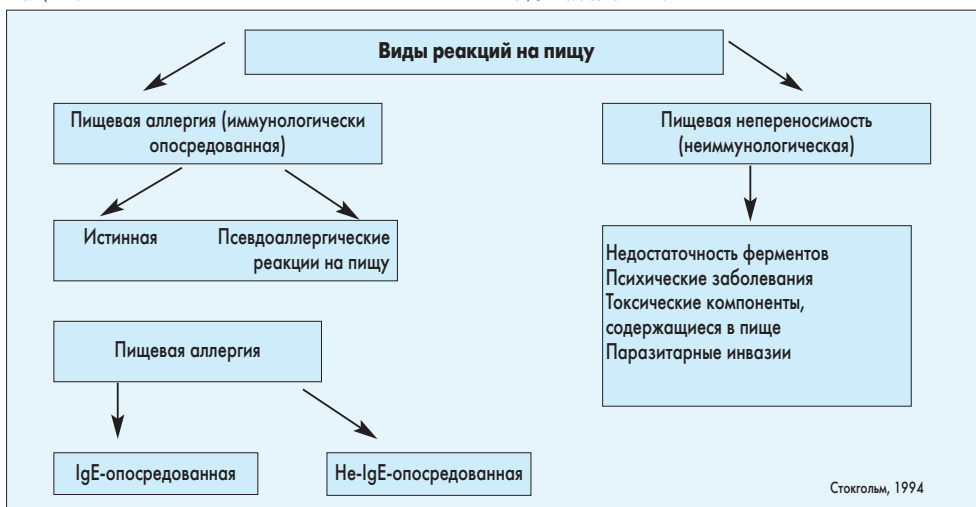 Виды реакций на пищу
Пищевая аллергия (иммунологически
опосредованная)
Пищевая непереносимость
(неиммунологическая)
Истинная Псевдоаллергические
реакции на пищу
Недостаточность ферментов
Психические заболевания
Токсические компоненты,
содержащиеся в пище
Паразитарные инвазии
Пищевая аллергия
IgE-опосредованная
Не-IgE-опосредованная
Стокгольм, 1994